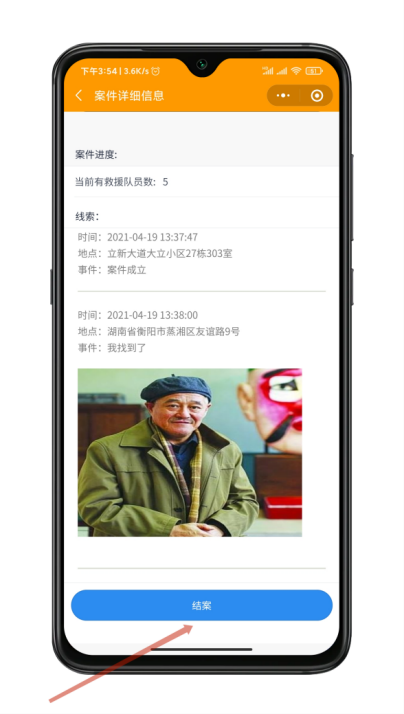 下午3:54 | 3.6K/s
案件详细信息
案件进度:
当前有救援队员数: 5
线索:
时间: 2021-04-19 13:37:47
地点: 立新大道大立小区27栋303室
事件: 案件成立
时间: 2021-04-19 13:38:00
地点: 湖南省衡阳市蒸湘区友谊路9号
事件: 我找到了
结案